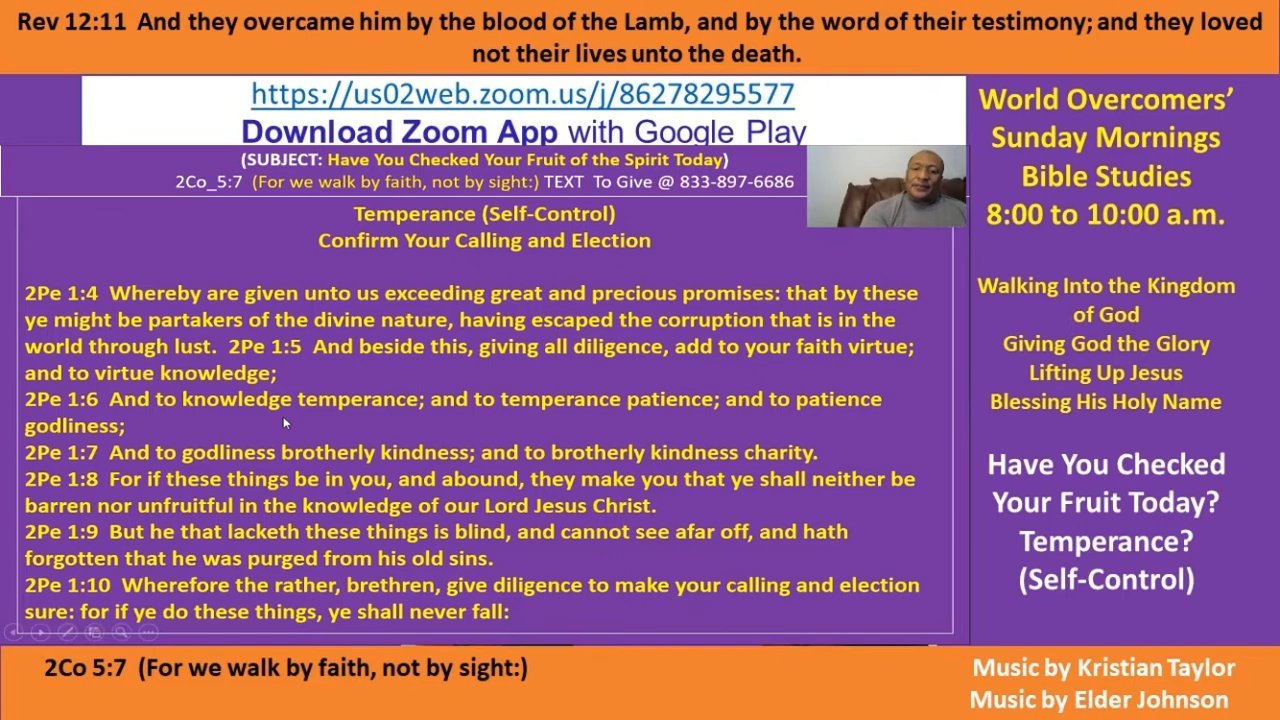 Rev 12:11  And they overcame him by the blood of the Lamb, and by the word of their testimony; and they loved
not their lives unto the death.
https://us02web.zoom.us/j/86278295577
Download Zoom App with Google Play
(SUBJECT: Have You Checked Your Fruit of the Spirit Today)
2Co_5:7  (For we walk by faith, not by sight:) TEXT  To Give @ 833-897-6686
Temperance (Self-Control)
Confirm Your Calling and Election
2Pe 1:4  Whereby are given unto us exceeding great and precious promises: that by these
ye might be partakers of the divine nature, having escaped the corruption that is in the
world through lust.  2Pe 1:5  And beside this, giving all diligence, add to your faith virtue;
and to virtue knowledge;
2Pe 1:6  And to knowledge temperance; and to temperance patience; and to patience
godliness;
2Pe 1:7  And to godliness brotherly kindness; and to brotherly kindness charity.
2Pe 1:8  For if these things be in you, and abound, they make you that ye shall neither be
barren nor unfruitful in the knowledge of our Lord Jesus Christ.
2Pe 1:9  But he that lacketh these things is blind, and cannot see afar off, and hath
forgotten that he was purged from his old sins.
2Pe 1:10  Wherefore the rather, brethren, give diligence to make your calling and election
sure: for if ye do these things, ye shall never fall:
World Overcomers’
Sunday Mornings
Bible Studies
8:00 to 10:00 a.m.
Walking Into the Kingdom
of God
Giving God the Glory
Lifting Up Jesus
Blessing His Holy Name
Have You Checked
Your Fruit Today?
Temperance?
(Self-Control)
2Co 5:7  (For we walk by faith, not by sight:)
Music by Kristian Taylor
Music by Elder Johnson